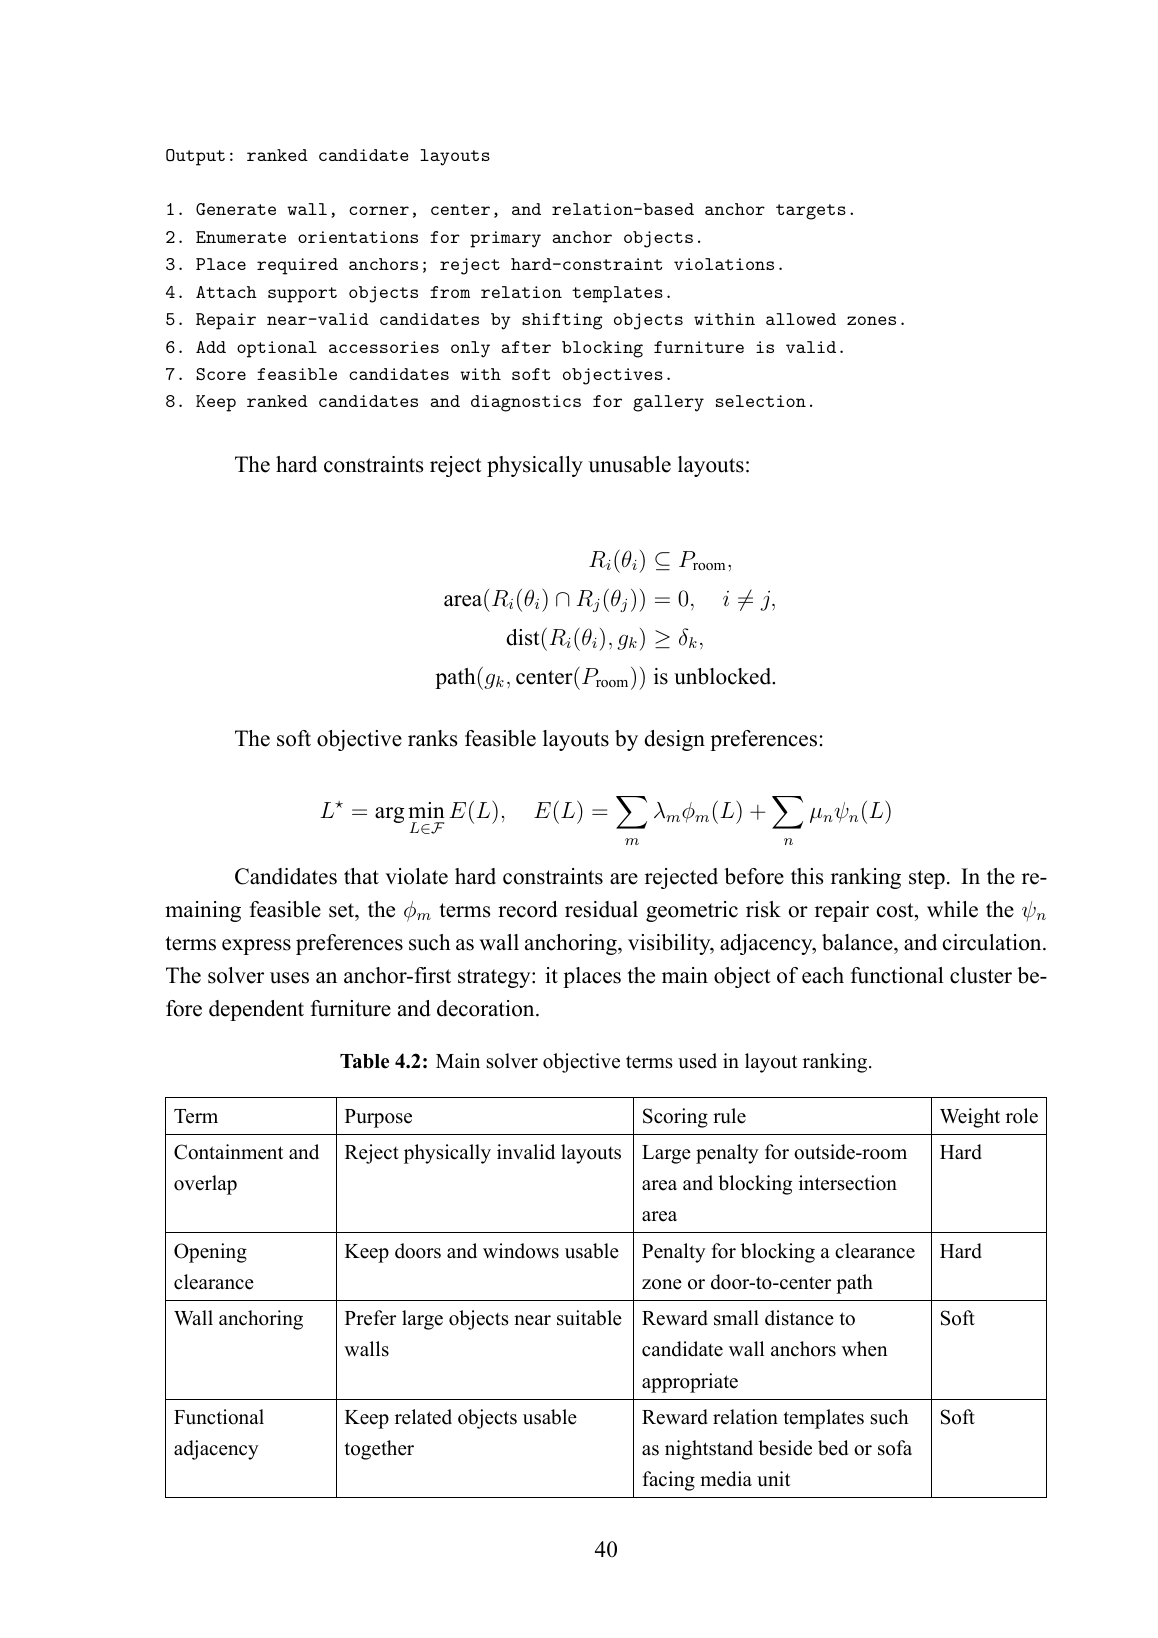 Output: ranked candidate layouts
1. Generate wall, corner, center, and relation-based anchor targets.
2. Enumerate orientations for primary anchor objects.
3. Place required anchors; reject hard-constraint violations.
4. Attach support objects from relation templates.
5. Repair near-valid candidates by shifting objects within allowed zones.
6. Add optional accessories only after blocking furniture is valid.
7. Score feasible candidates with soft objectives.
8. Keep ranked candidates and diagnostics for gallery selection.
The hard constraints reject physically unusable layouts:
R_i(θ_i) ⊆ P_room,
area(R_i(θ_i) ∩ R_j(θ_j)) = 0, i ≠ j,
dist(R_i(θ_i), g_k) ≥ δ_k,
path(g_k, center(P_room)) is unblocked.
The soft objective ranks feasible layouts by design preferences:
L⋆ = arg min_{L∈F} E(L), E(L) = ∑_m λ_m ϕ_m(L) + ∑_n μ_n ψ_n(L)
Candidates that violate hard constraints are rejected before this ranking step. In the re-
maining feasible set, the ϕ_m terms record residual geometric risk or repair cost, while the ψ_n
terms express preferences such as wall anchoring, visibility, adjacency, balance, and circulation.
The solver uses an anchor-first strategy: it places the main object of each functional cluster be-
fore dependent furniture and decoration.
Table 4.2: Main solver objective terms used in layout ranking.
Term Purpose Scoring rule Weight role
Containment and Reject physically invalid layouts Large penalty for outside-room Hard
overlap area and blocking intersection
area
Opening Keep doors and windows usable Penalty for blocking a clearance Hard
clearance zone or door-to-center path
Wall anchoring Prefer large objects near suitable Reward small distance to Soft
walls candidate wall anchors when
appropriate
Functional Keep related objects usable Reward relation templates such Soft
adjacency together as nightstand beside bed or sofa
facing media unit
40